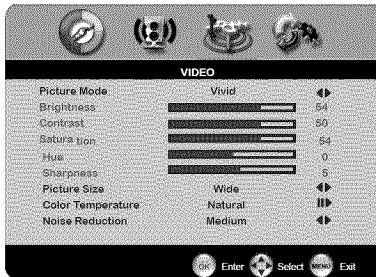 VIDEO
Picture Mode Vivid
Brightness 54
Contrast 50
Satura tion 54
Hue 0
Sharpness 5
Picture Size Wide
Color Temperature Natural
Noise Reduction Medium
OK Enter Select MENU Exit